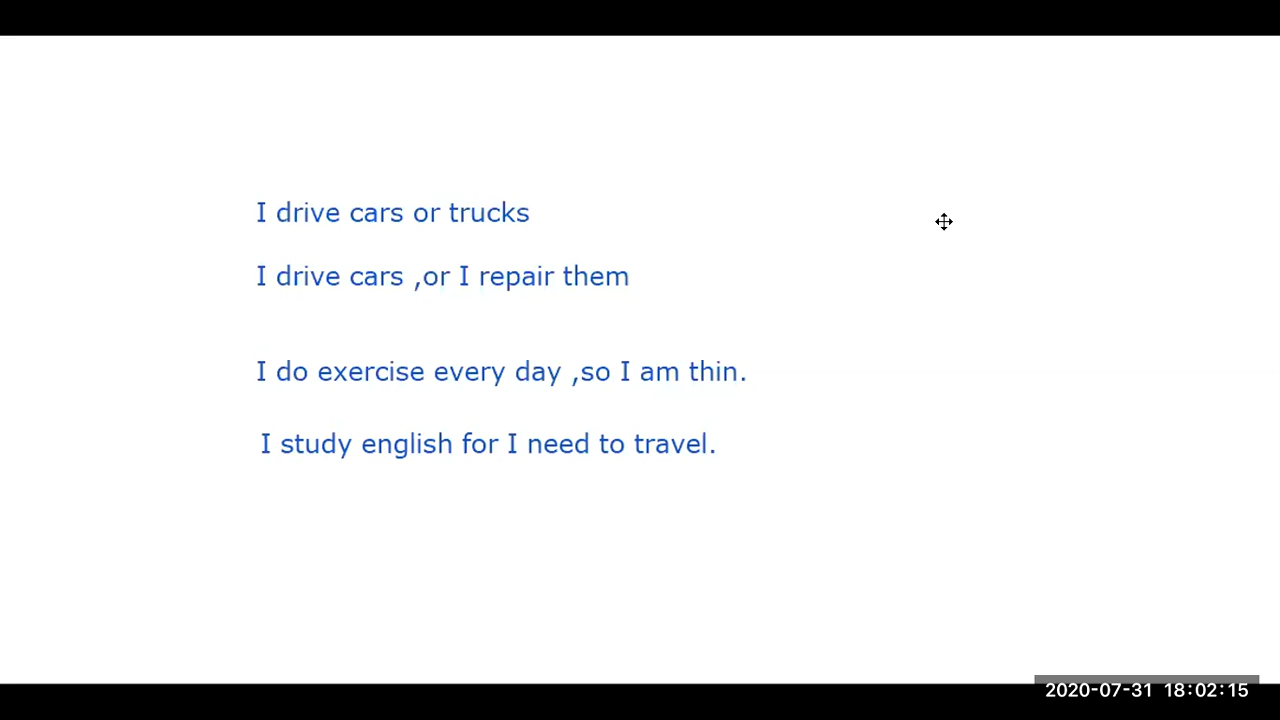 I drive cars or trucks
I drive cars ,or I repair them
I do exercise every day ,so I am thin.
I study english for I need to travel.
2020-07-31 18:02:15